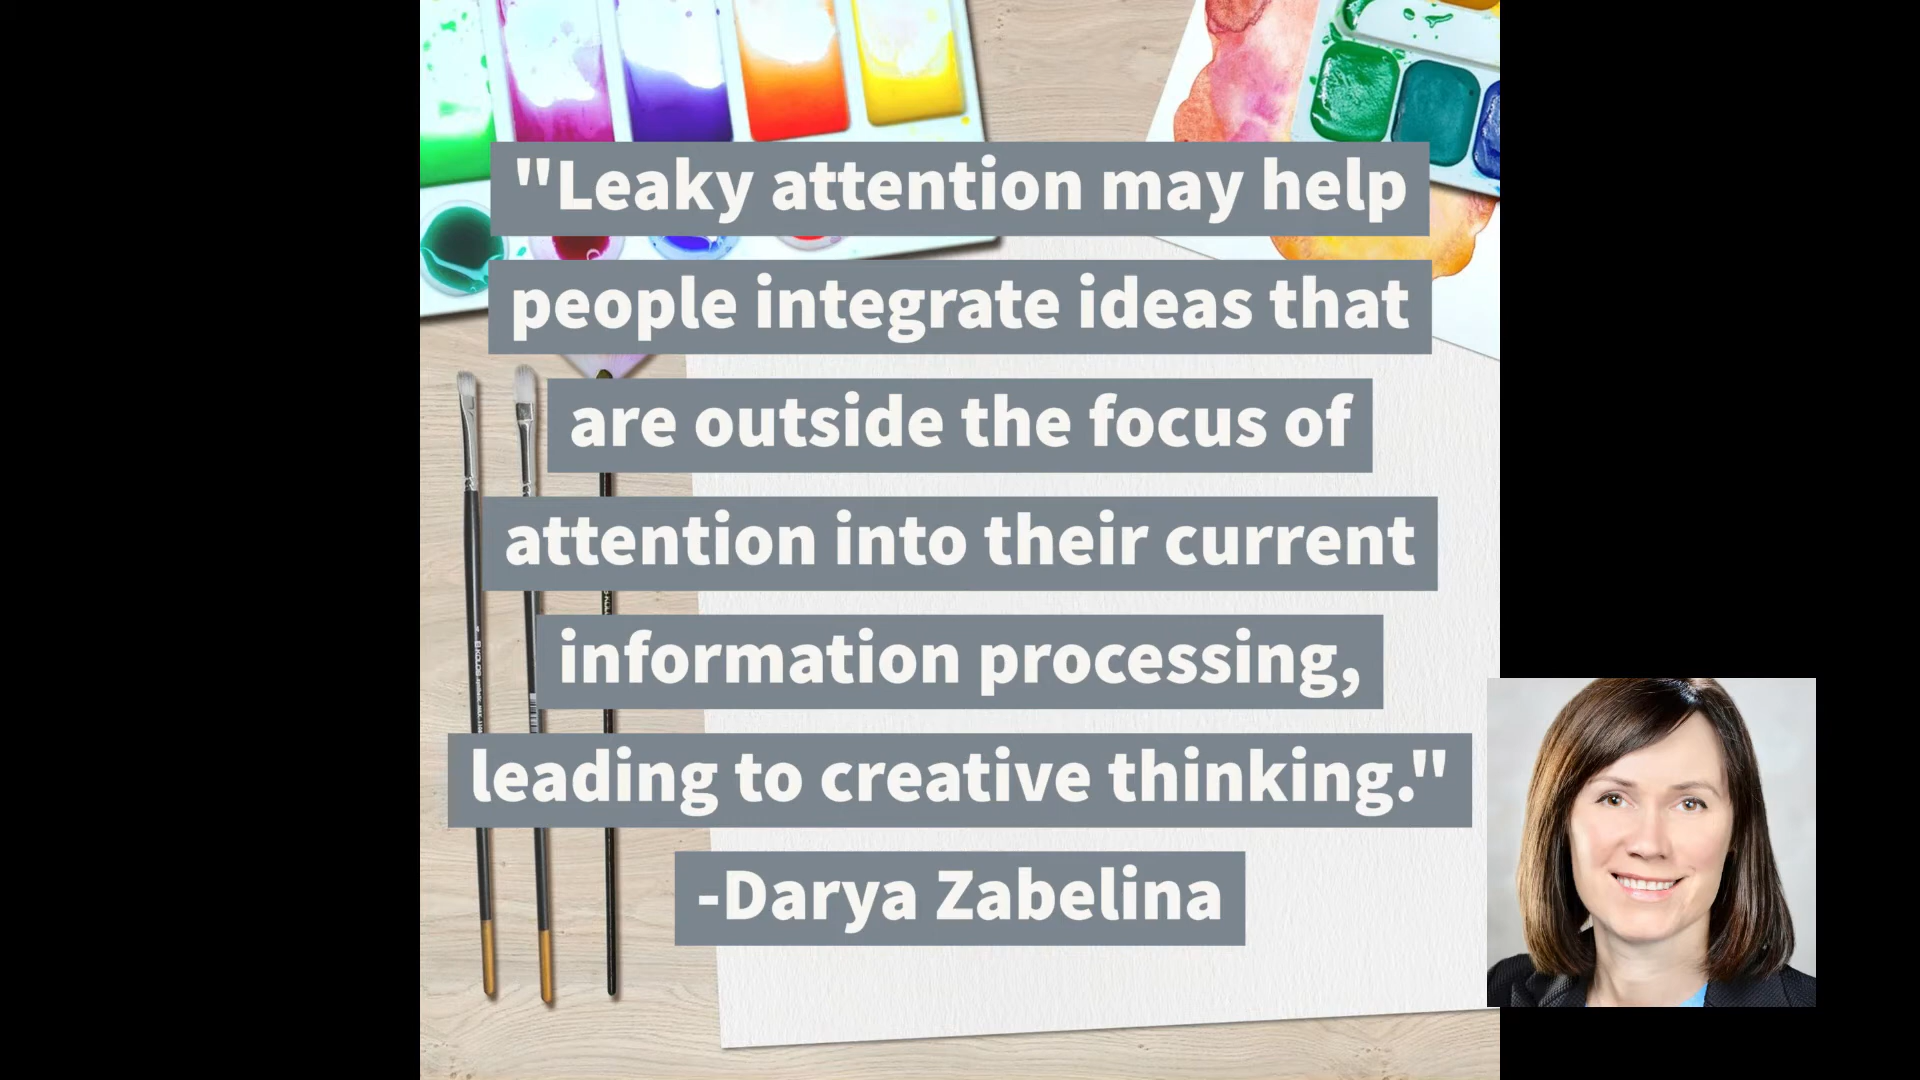 "Leaky attention may help
people integrate ideas that
are outside the focus of
attention into their current
information processing,
leading to creative thinking."
-Darya Zabelina